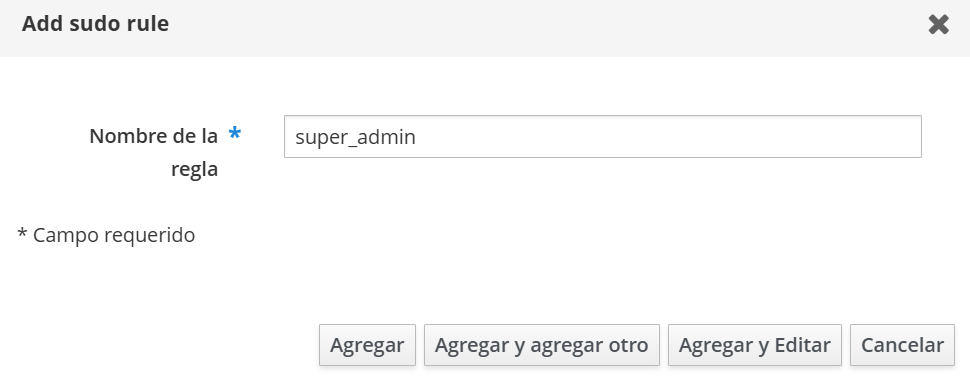 Add sudo rule
Nombre de la *
regla
super_admin
* Campo requerido
Agregar
Agregar y agregar otro
Agregar y Editar
Cancelar